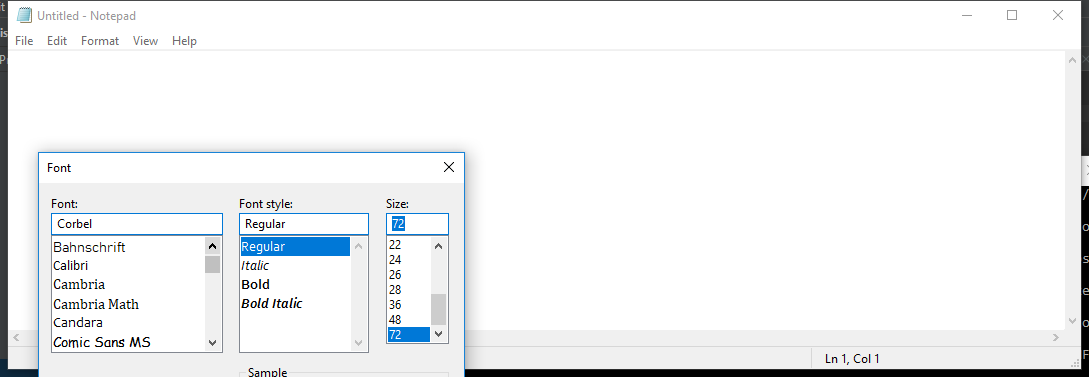 Untitled - Notepad
File Edit Format View Help
Font
Font: Font style: Size:
Corbel Regular 72
Bahnschrift Regular 22
Calibri Italic 24
Cambria Bold 26
Cambria Math Bold Italic 28
Candara 36
Comic Sans MS 48
72
Sample
Ln 1, Col 1